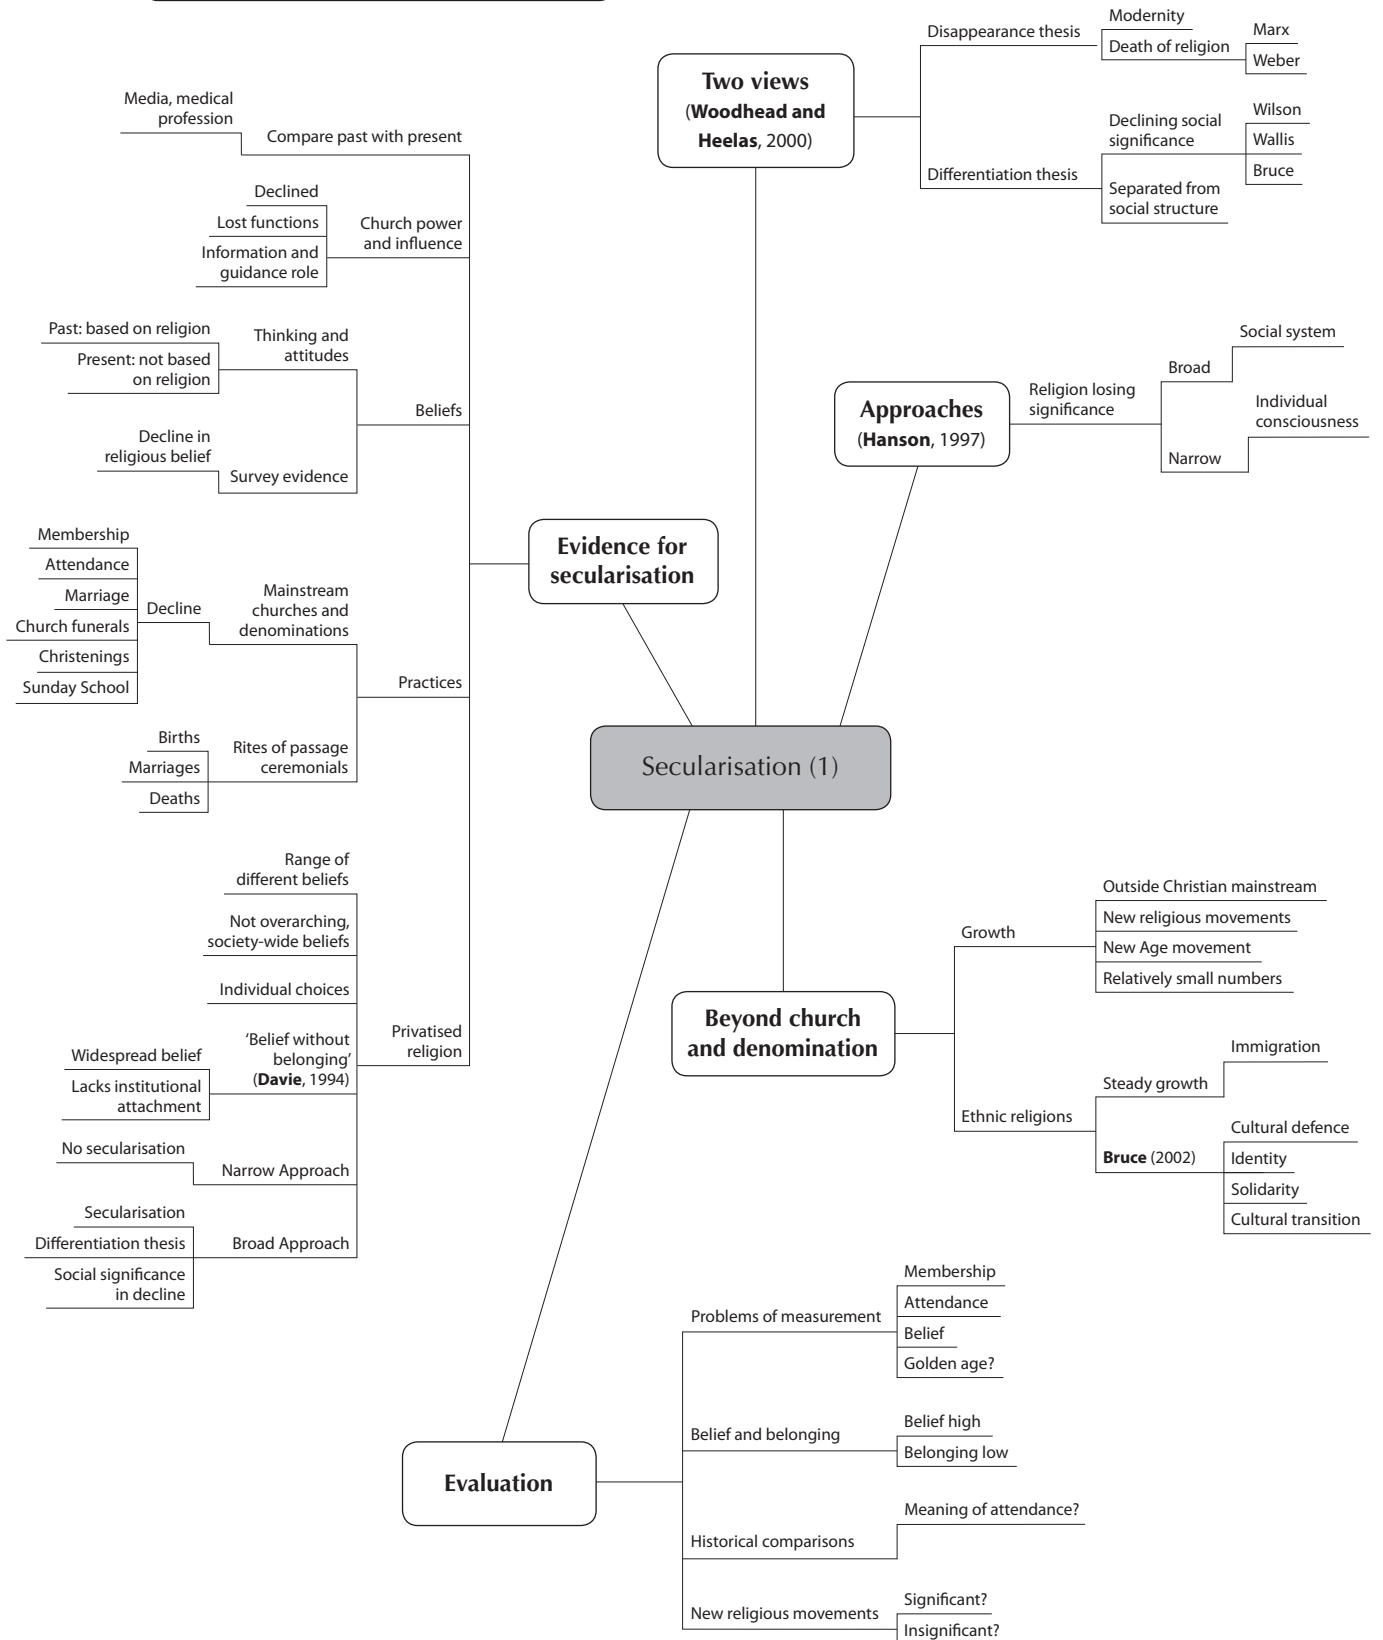 Two views
(Woodhead and
Heelas, 2000)
Disappearance thesis
Modernity
Death of religion
Marx
Weber
Differentiation thesis
Declining social
significance
Wilson
Wallis
Bruce
Separated from
social structure
Approaches
(Hanson, 1997)
Religion losing
significance
Broad
Social system
Narrow
Individual
consciousness
Evidence for
secularisation
Compare past with present
Media, medical
profession
Church power
and influence
Declined
Lost functions
Information and
guidance role
Beliefs
Thinking and
attitudes
Past: based on religion
Present: not based
on religion
Survey evidence
Decline in
religious belief
Practices
Mainstream
churches and
denominations
Decline
Membership
Attendance
Marriage
Church funerals
Christenings
Sunday School
Rites of passage
ceremonials
Births
Marriages
Deaths
Privatised
religion
Range of
different beliefs
Not overarching,
society-wide beliefs
Individual choices
‘Belief without
belonging’
(Davie, 1994)
Widespread belief
Lacks institutional
attachment
Narrow Approach
No secularisation
Broad Approach
Secularisation
Differentiation thesis
Social significance
in decline
Secularisation (1)
Beyond church
and denomination
Growth
Outside Christian mainstream
New religious movements
New Age movement
Relatively small numbers
Ethnic religions
Steady growth
Immigration
Bruce (2002)
Cultural defence
Identity
Solidarity
Cultural transition
Evaluation
Problems of measurement
Membership
Attendance
Belief
Golden age?
Belief and belonging
Belief high
Belonging low
Historical comparisons
Meaning of attendance?
New religious movements
Significant?
Insignificant?